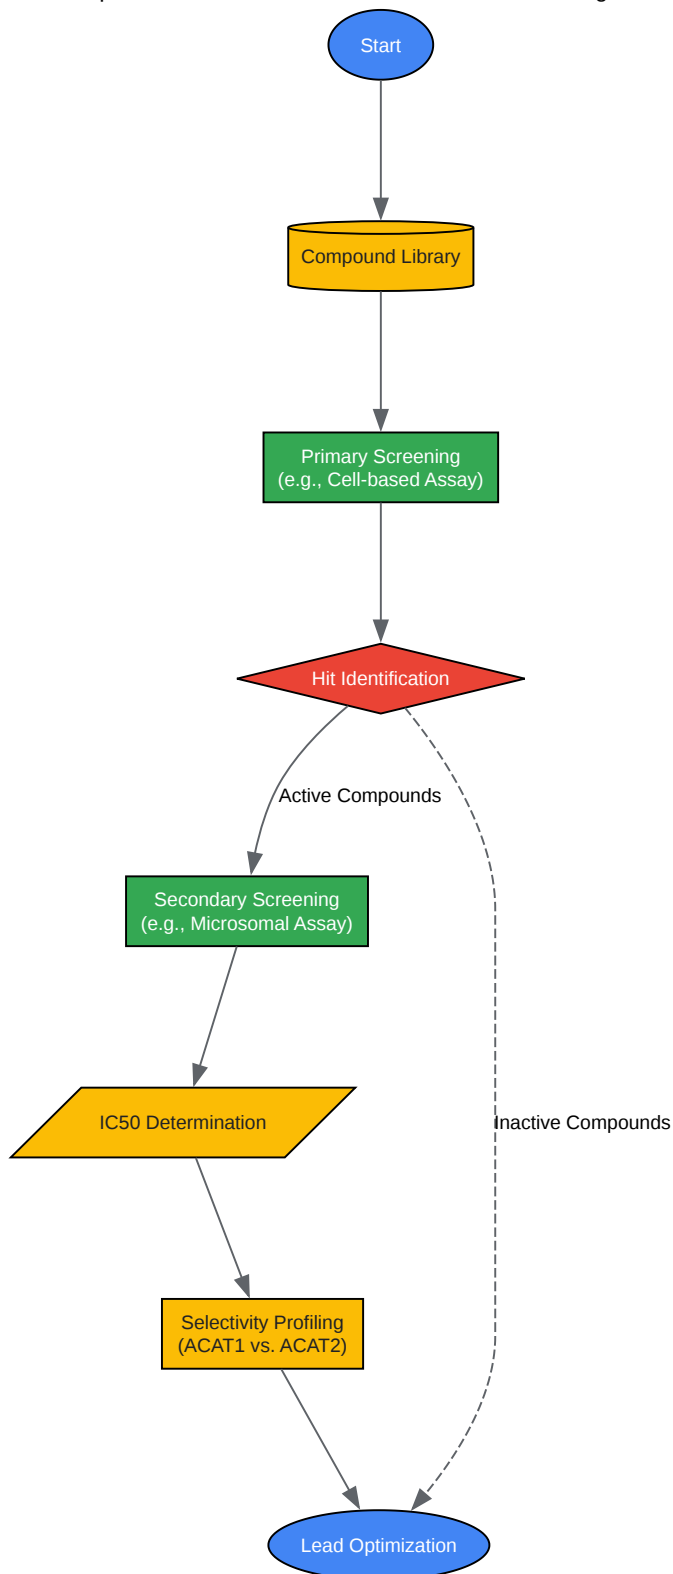 Start
Compound Library
Primary Screening
(e.g., Cell-based Assay)
Hit Identification
Active Compounds
Secondary Screening
(e.g., Microsomal Assay)
IC50 Determination
Inactive Compounds
Selectivity Profiling
(ACAT1 vs. ACAT2)
Lead Optimization